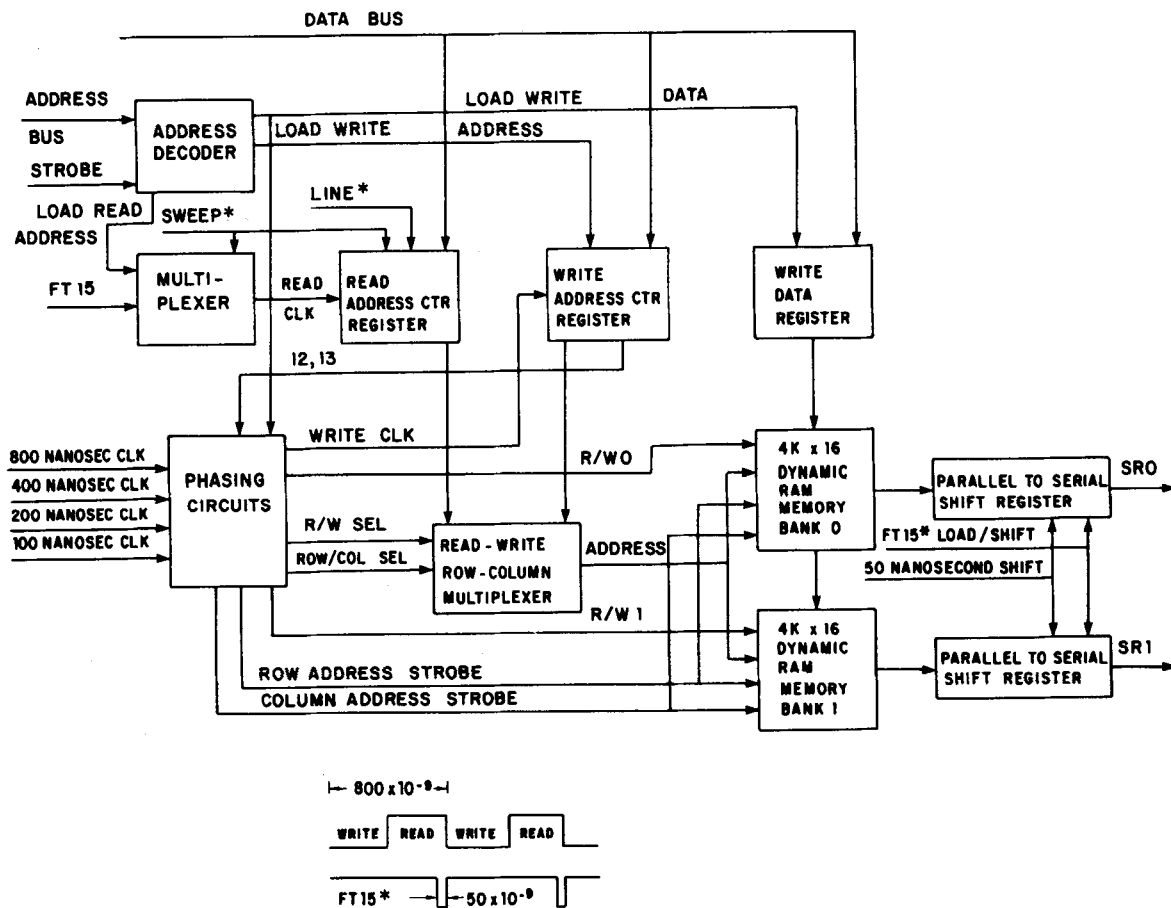 DATA BUS
ADDRESS
BUS
STROBE
ADDRESS
DECODER
LOAD WRITE DATA
LOAD WRITE ADDRESS
LOAD READ
ADDRESS
SWEEP*
LINE*
FT 15
MULTI-
PLEXER
READ
CLK
READ
ADDRESS CTR
REGISTER
WRITE
ADDRESS CTR
REGISTER
WRITE
DATA
REGISTER
12, 13
WRITE CLK
R/W0
800 NANOSEC CLK
400 NANOSEC CLK
200 NANOSEC CLK
100 NANOSEC CLK
PHASING
CIRCUITS
R/W SEL
ROW/COL SEL
READ-WRITE
ROW-COLUMN
MULTIPLEXER
ADDRESS
R/W 1
4K x 16
DYNAMIC
RAM
MEMORY
BANK 0
PARALLEL TO SERIAL
SHIFT REGISTER
SR0
FT15* LOAD/SHIFT
50 NANOSECOND SHIFT
4K x 16
DYNAMIC
RAM
MEMORY
BANK 1
PARALLEL TO SERIAL
SHIFT REGISTER
SR1
ROW ADDRESS STROBE
COLUMN ADDRESS STROBE
800 x 10⁻⁹
WRITE READ WRITE READ
FT15* 50 x 10⁻⁹